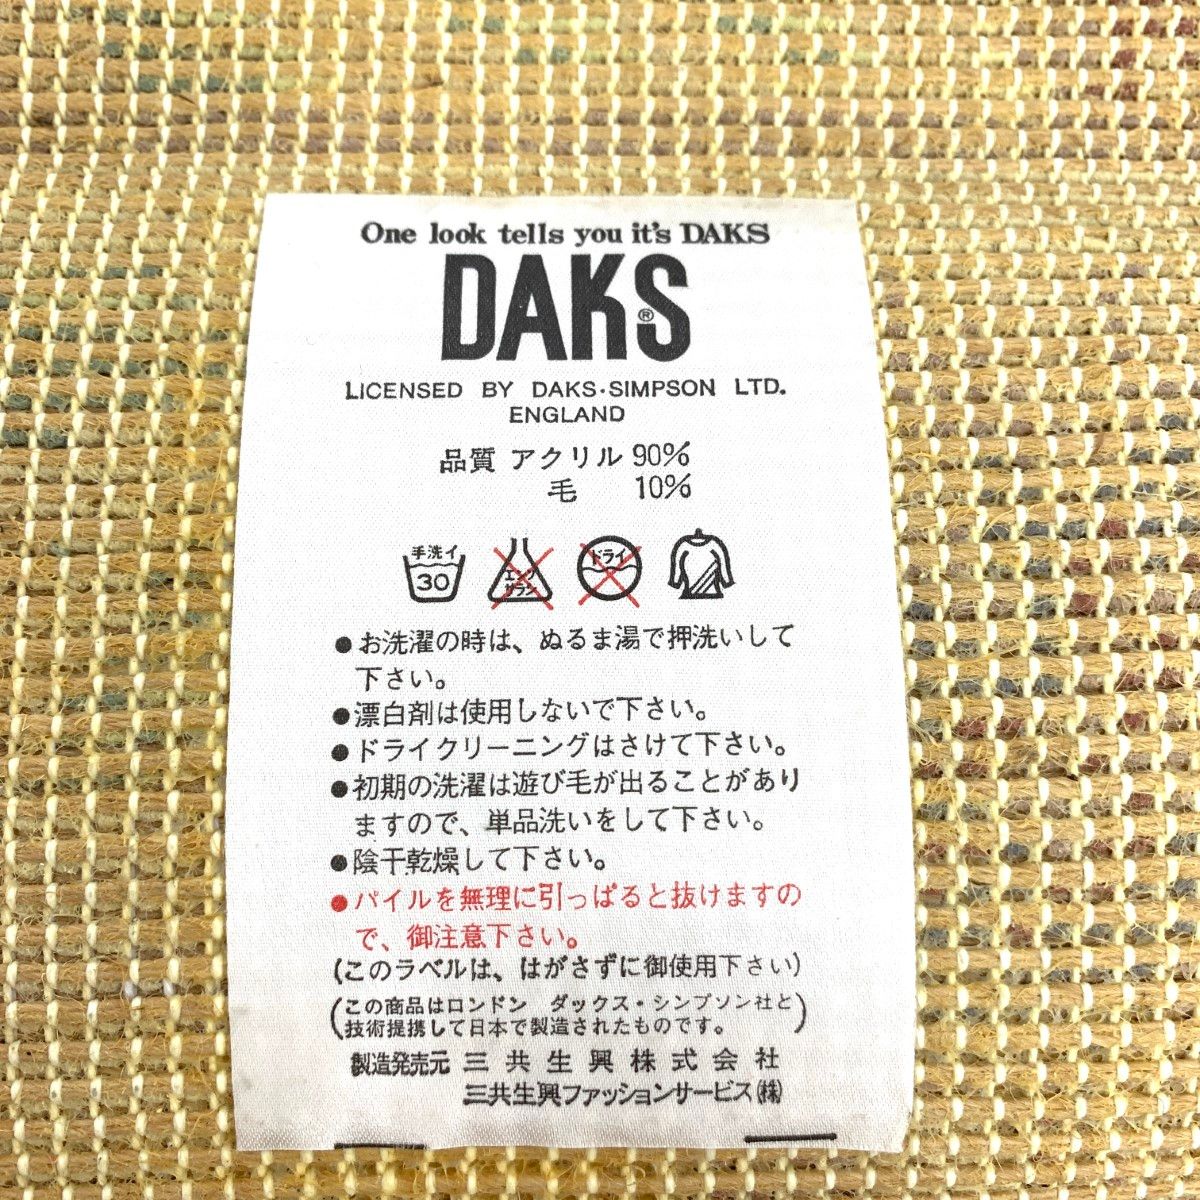 One look tells you it's DAKS
DAKS®
LICENSED BY DAKS·SIMPSON LTD.
ENGLAND
品質 アクリル 90%
毛 10%
手洗イ
30
エンソ
サラシ
ドライ
●お洗濯の時は、ぬるま湯で押洗いして
下さい。
●漂白剤は使用しないで下さい。
●ドライクリーニングはさけて下さい。
●初期の洗濯は遊び毛が出ることがあり
ますので、単品洗いをして下さい。
●陰干乾燥して下さい。
●パイルを無理に引っぱると抜けますの
で、御注意下さい。
(このラベルは、はがさずに御使用下さい)
(この商品はロンドン ダックス・シンプソン社と
技術提携して日本で製造されたものです。)
製造発売元 三共生興株式会社
三共生興ファッションサービス㈱